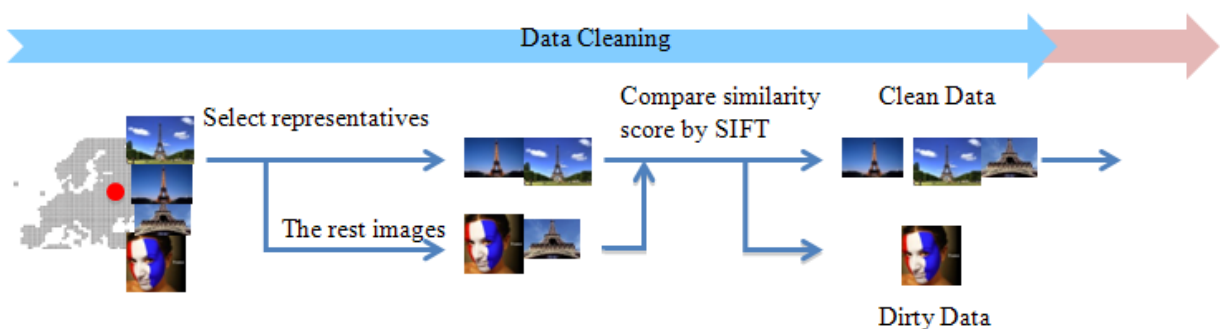 Data Cleaning
Select representatives
The rest images
Compare similarity
score by SIFT
Clean Data
Dirty Data